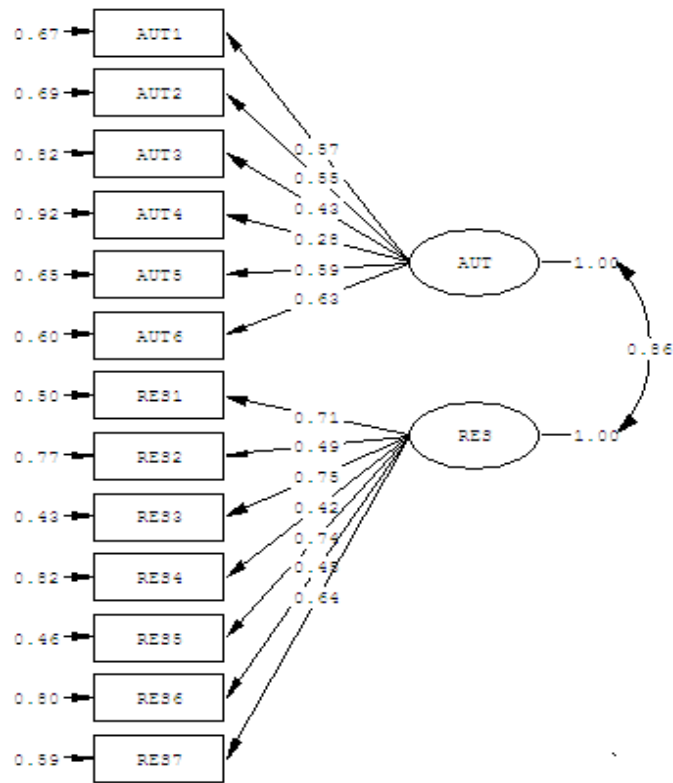 0.67 AUT1
0.69 AUT2
0.82 AUT3
0.92 AUT4
0.65 AUT5
0.60 AUT6
0.50 RES1
0.77 RES2
0.43 RES3
0.82 RES4
0.46 RES5
0.80 RES6
0.59 RES7
0.57
0.55
0.43
0.28
0.59
0.63
0.71
0.49
0.75
0.42
0.74
0.45
0.64
AUT 1.00
RES 1.00
0.86